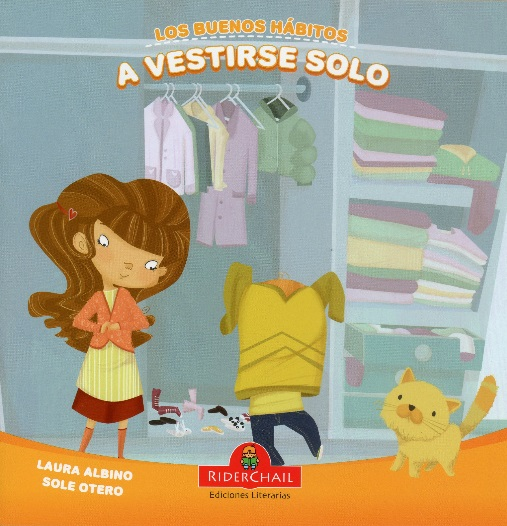 LOS BUENOS HÁBITOS
A VESTIRSE SOLO
LAURA ALBINO
SOLE OTERO
RIDERCHAIL
Ediciones Literarias